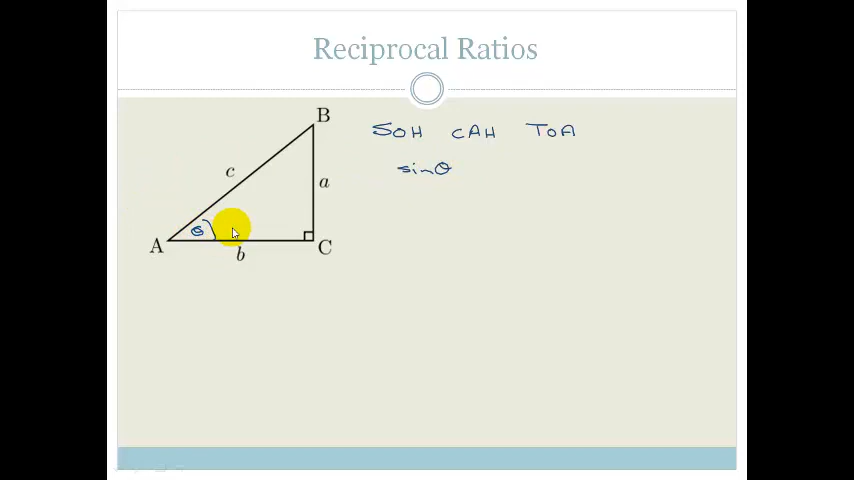 Reciprocal Ratios
B
SOH CAH TOA
c
a
sinθ
θ
A
C
b